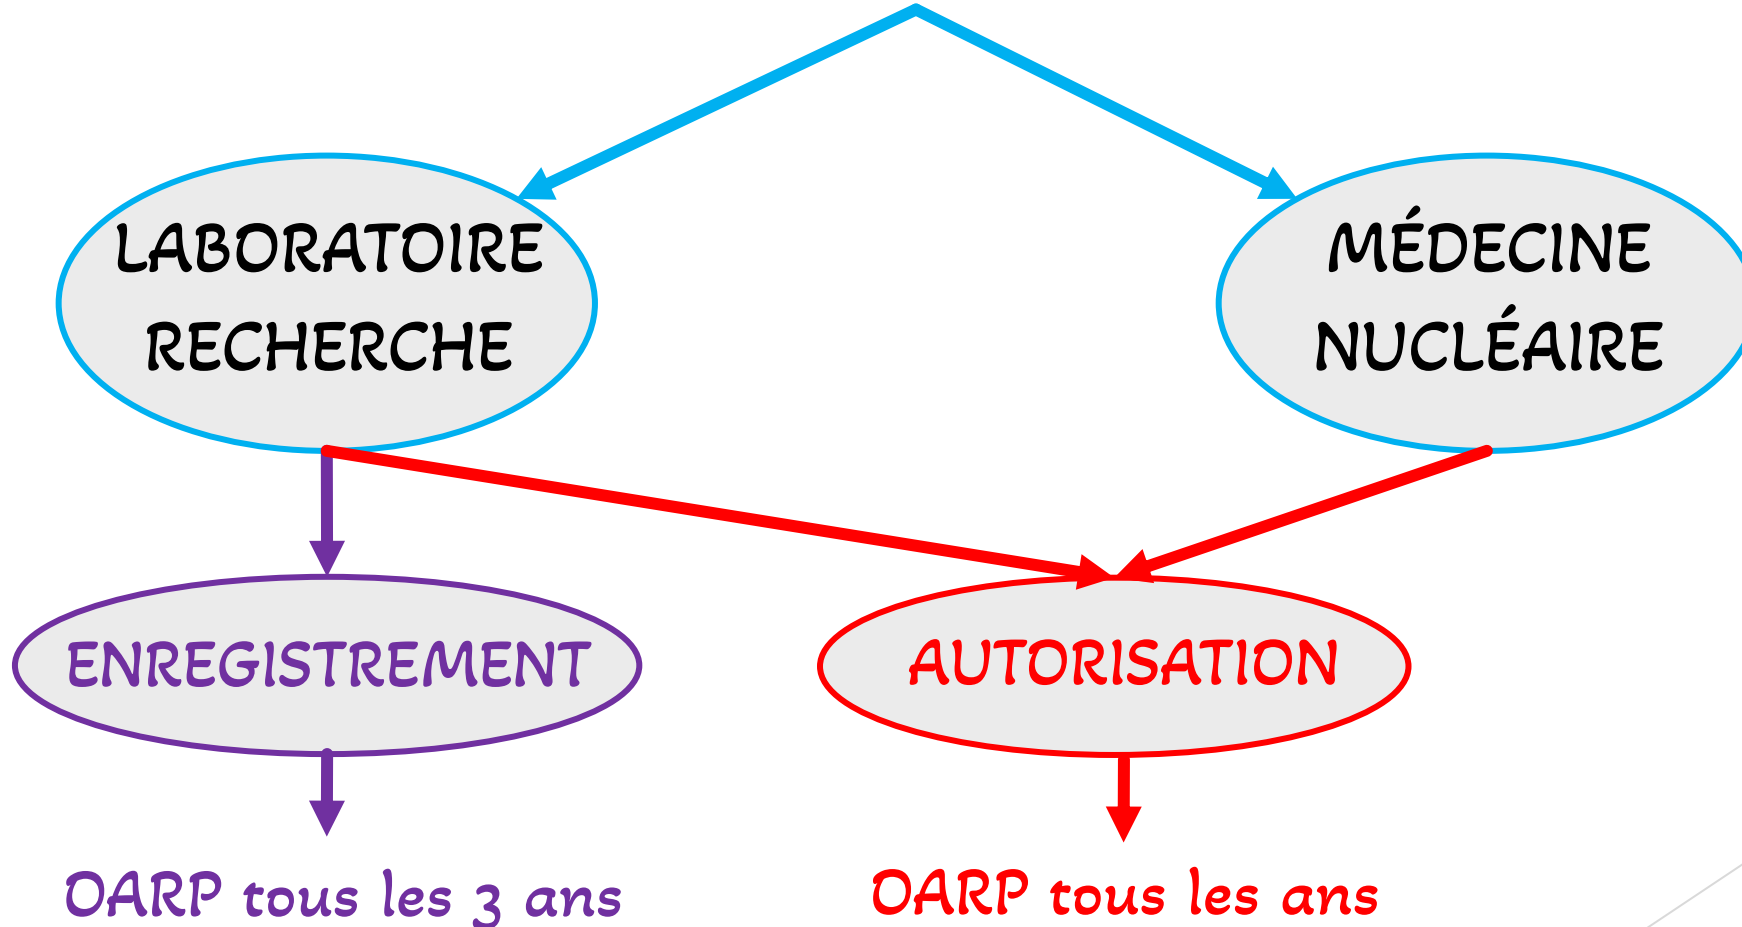 LABORATOIRE
RECHERCHE
MÉDECINE
NUCLÉAIRE
ENREGISTREMENT
AUTORISATION
OARP tous les 3 ans
OARP tous les ans